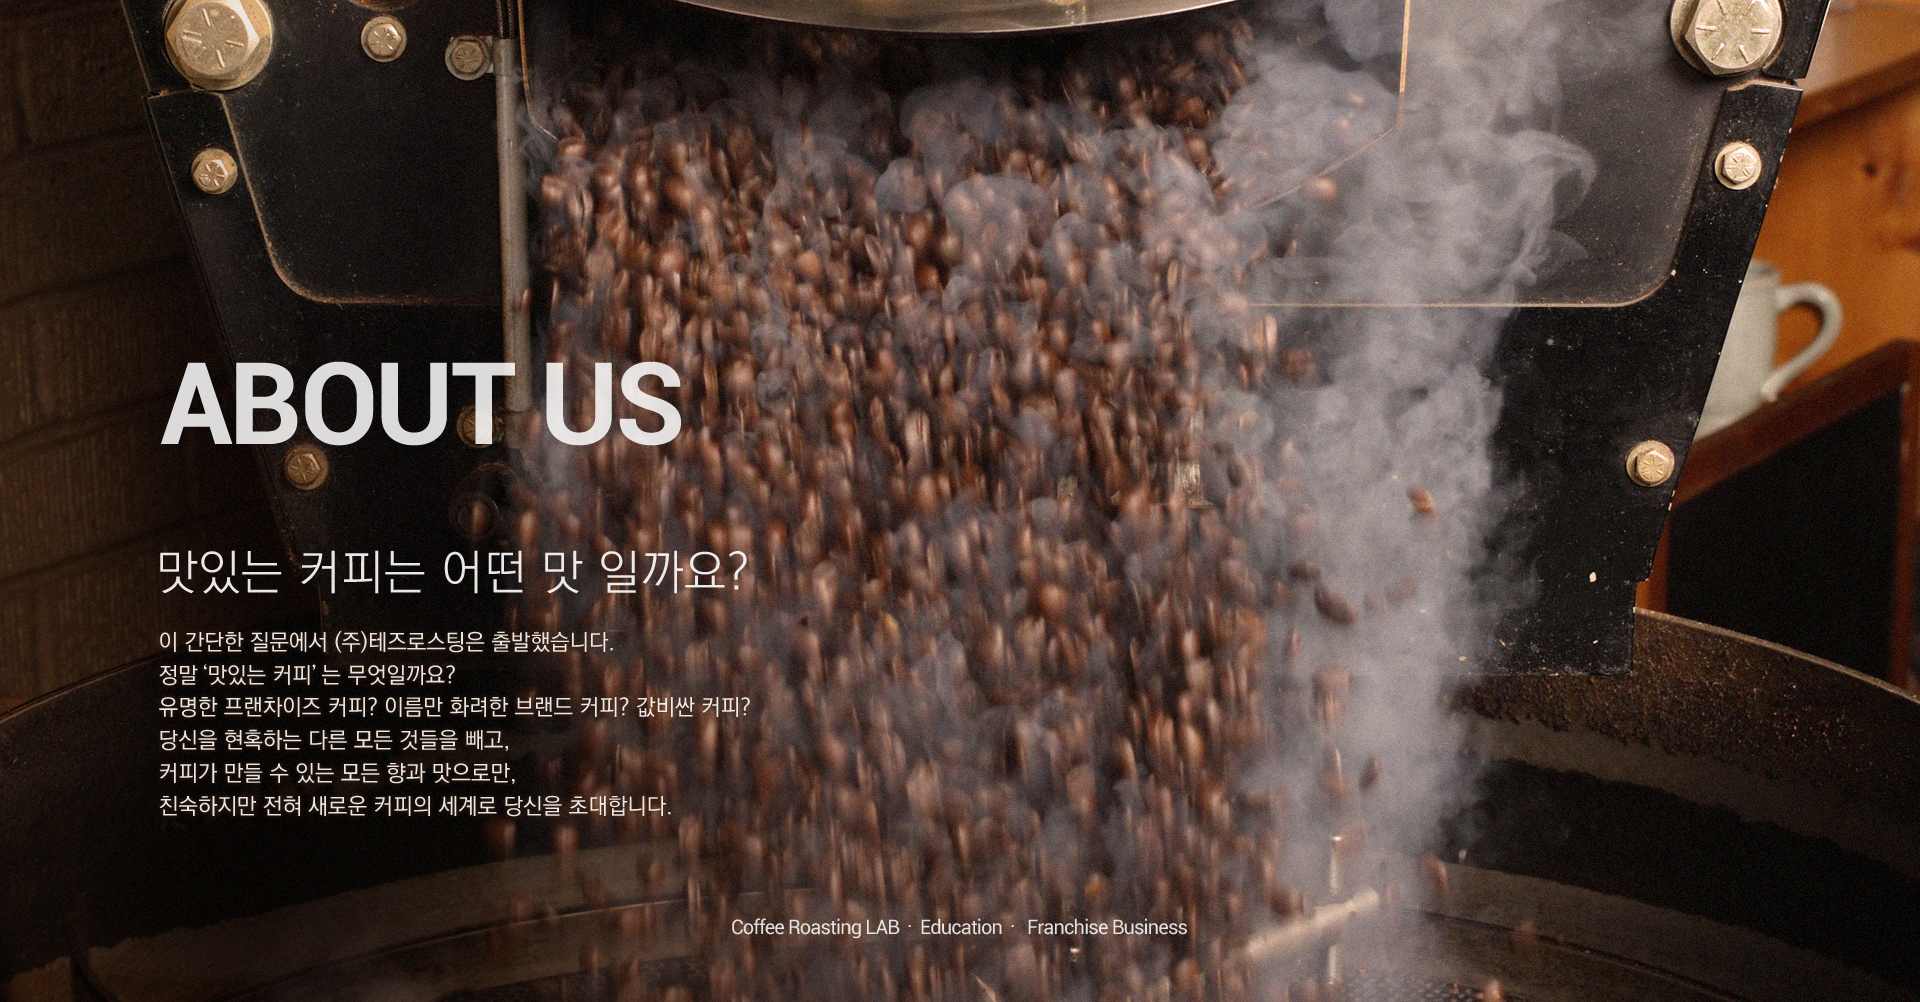 ABOUT US
맛있는 커피는 어떤 맛 일까요?
이 간단한 질문에서 (주)테즈로스팅은 출발했습니다.
정말 ‘맛있는 커피’ 는 무엇일까요?
유명한 프랜차이즈 커피? 이름만 화려한 브랜드 커피? 값비싼 커피?
당신을 현혹하는 다른 모든 것들을 빼고,
커피가 만들 수 있는 모든 향과 맛으로만,
친숙하지만 전혀 새로운 커피의 세계로 당신을 초대합니다.
Coffee Roasting LAB · Education · Franchise Business